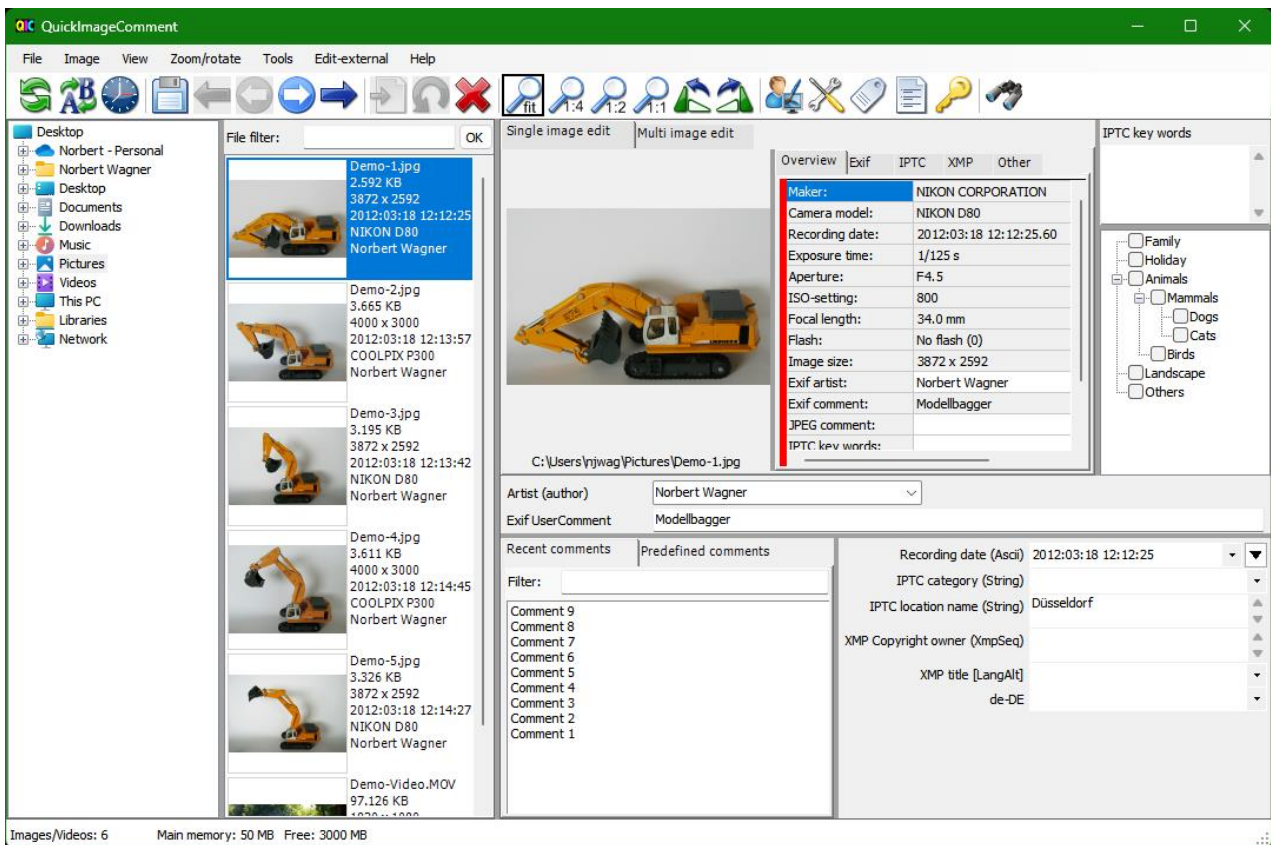 QuickImageComment
File Image View Zoom/rotate Tools Edit-external Help
fit 1:4 1:2 1:1
Desktop
Norbert - Personal
Norbert Wagner
Desktop
Documents
Downloads
Music
Pictures
Videos
This PC
Libraries
Network
File filter: OK
Demo-1.jpg
2.592 KB
3872 x 2592
2012:03:18 12:12:25
NIKON D80
Norbert Wagner
Demo-2.jpg
3.665 KB
4000 x 3000
2012:03:18 12:13:57
COOLPIX P300
Norbert Wagner
Demo-3.jpg
3.195 KB
3872 x 2592
2012:03:18 12:13:42
NIKON D80
Norbert Wagner
Demo-4.jpg
3.611 KB
4000 x 3000
2012:03:18 12:14:45
COOLPIX P300
Norbert Wagner
Demo-5.jpg
3.326 KB
3872 x 2592
2012:03:18 12:14:27
NIKON D80
Norbert Wagner
Demo-Video.MOV
97.126 KB
Single image edit Multi image edit
C:\Users\njwag\Pictures\Demo-1.jpg
Overview Exif IPTC XMP Other
Maker: NIKON CORPORATION
Camera model: NIKON D80
Recording date: 2012:03:18 12:12:25.60
Exposure time: 1/125 s
Aperture: F4.5
ISO-setting: 800
Focal length: 34.0 mm
Flash: No flash (0)
Image size: 3872 x 2592
Exif artist: Norbert Wagner
Exif comment: Modellbagger
JPEG comment:
IPTC key words:
IPTC key words
Family
Holiday
Animals
Mammals
Dogs
Cats
Birds
Landscape
Others
Artist (author) Norbert Wagner
Exif UserComment Modellbagger
Recent comments Predefined comments
Filter:
Comment 9
Comment 8
Comment 7
Comment 6
Comment 5
Comment 4
Comment 3
Comment 2
Comment 1
Recording date (Ascii) 2012:03:18 12:12:25
IPTC category (String)
IPTC location name (String) Düsseldorf
XMP Copyright owner (XmpSeq)
XMP title [LangAlt]
de-DE
Images/Videos: 6 Main memory: 50 MB Free: 3000 MB